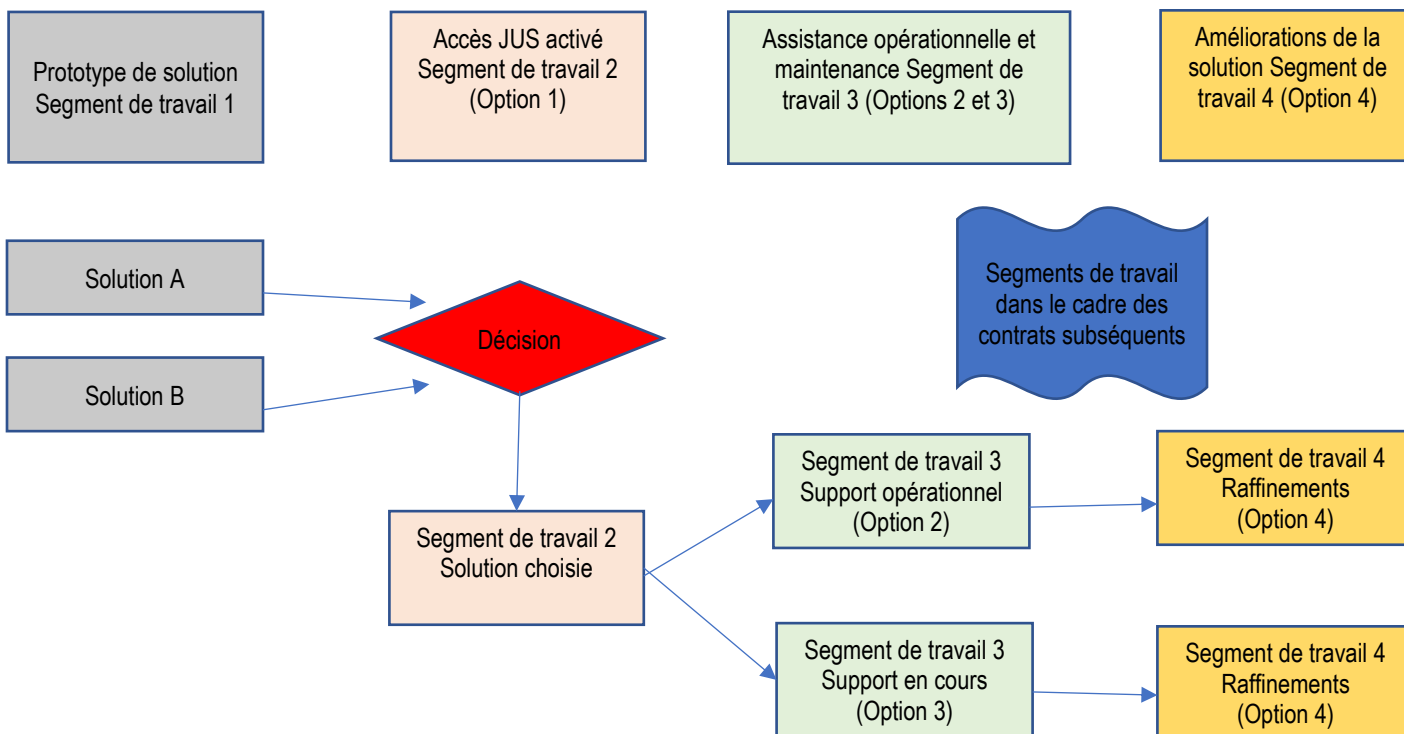 Prototype de solution
Segment de travail 1
Accès JUS activé
Segment de travail 2
(Option 1)
Assistance opérationnelle et
maintenance Segment de
travail 3 (Options 2 et 3)
Améliorations de la
solution Segment de
travail 4 (Option 4)
Solution A
Solution B
Décision
Segments de travail
dans le cadre des
contrats subséquents
Segment de travail 2
Solution choisie
Segment de travail 3
Support opérationnel
(Option 2)
Segment de travail 4
Raffinements
(Option 4)
Segment de travail 3
Support en cours
(Option 3)
Segment de travail 4
Raffinements
(Option 4)